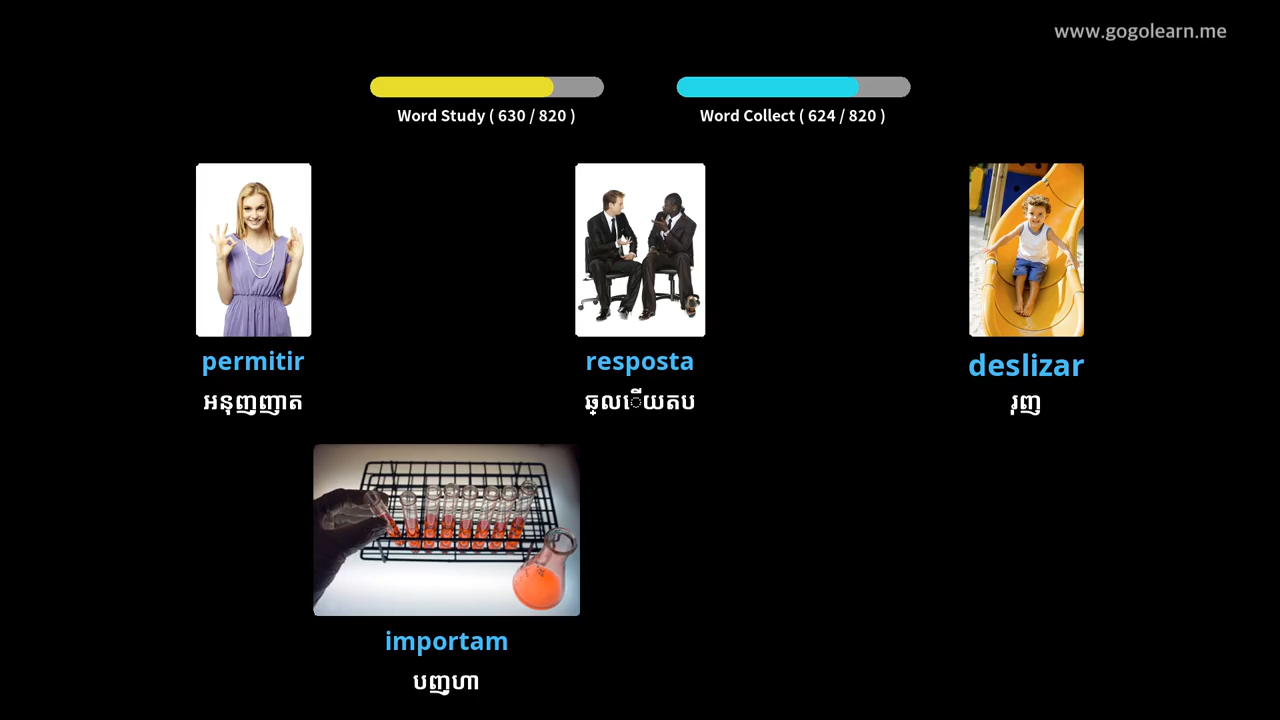 www.gogolearn.me
Word Study ( 630 / 820 )
Word Collect ( 624 / 820 )
permitir
resposta
deslizar
អនុញ្ញាត
ឆ្លើយតប
រុញ
importam
បញ្ហា